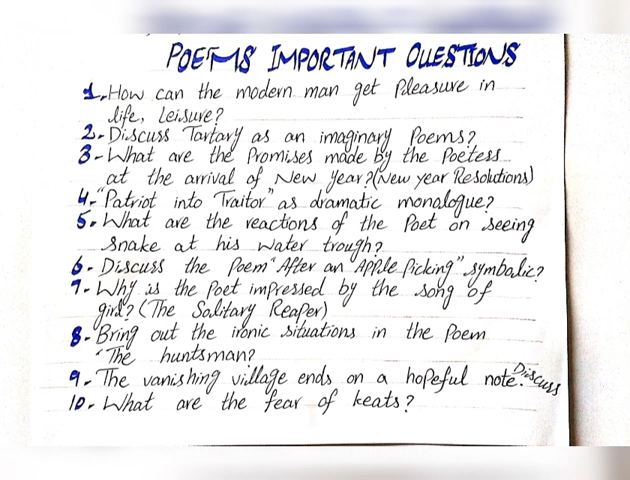 POEMS IMPORTANT QUESTIONS
1. How can the modern man get Pleasure in
life, Leisure?
2- Discuss Tartary as an imaginary Poems?
3- What are the Promises made by the Poetess
at the arrival of New Year? (New year Resolutions)
4- "Patriot into Traitor" as dramatic monalogue?
5. What are the reactions of the Poet on seeing
snake at his water trough?
6- Discuss the Poem "After an Apple Picking" symbolic?
7- Why is the Poet impressed by the song of
girl? (The Solitary Reaper)
8- Bring out the ironic situations in the Poem
"The huntsman?
9- The vanishing village ends on a hopeful note. Discuss
10- What are the fear of keats?